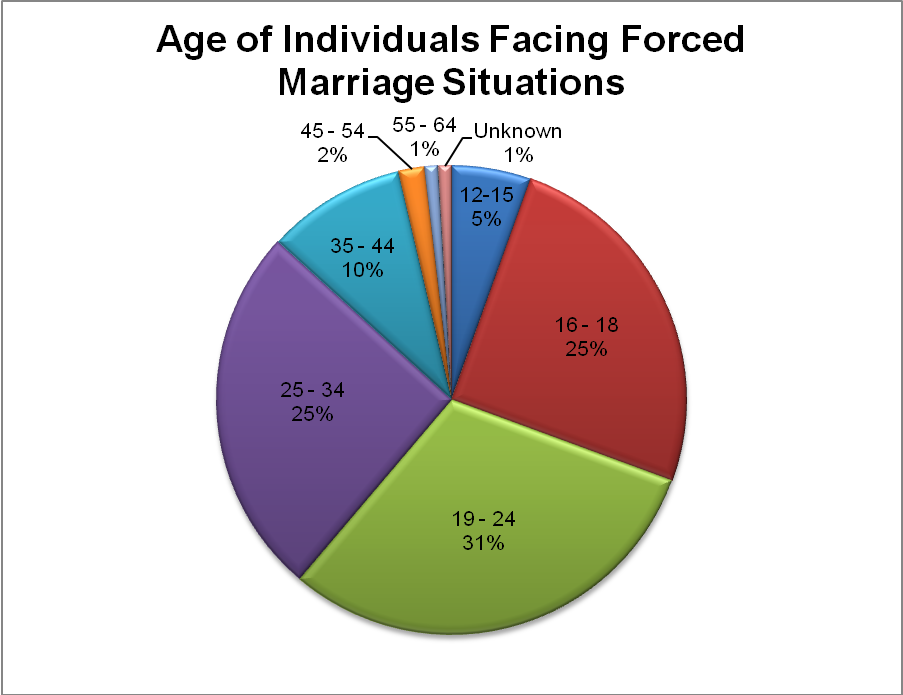 Age of Individuals Facing Forced
Marriage Situations
45 - 54
2%
55 - 64
1%
Unknown
1%
12-15
5%
16 - 18
25%
19 - 24
31%
25 - 34
25%
35 - 44
10%